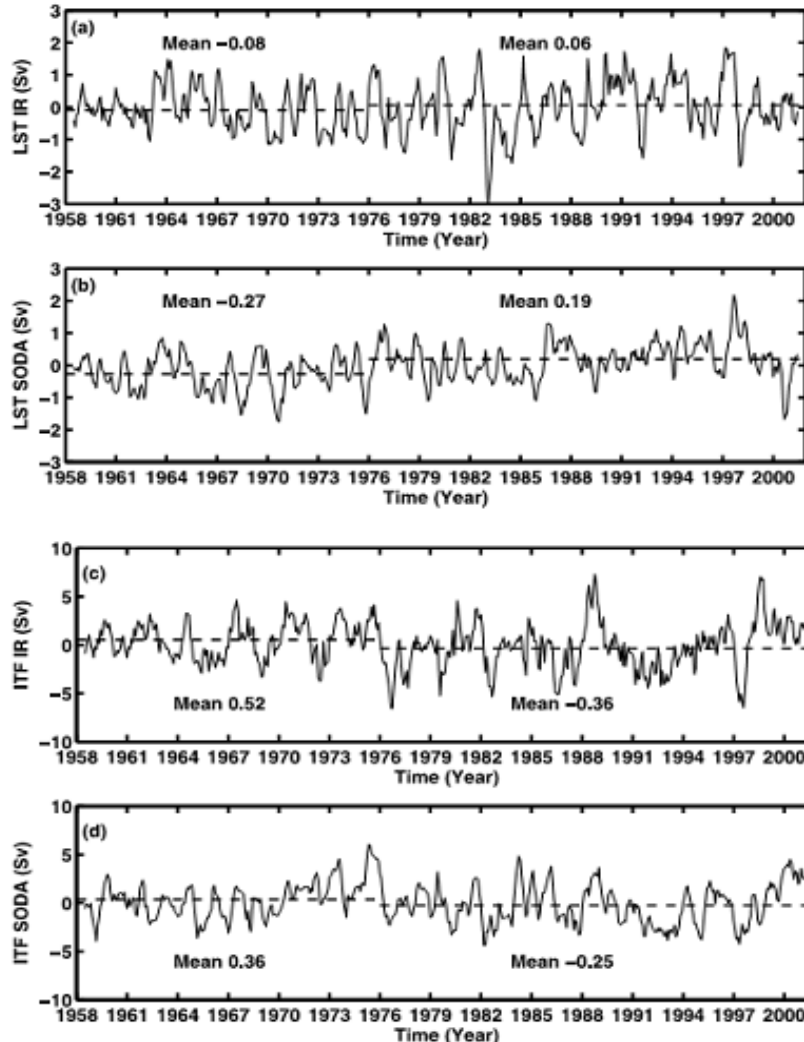 (a)
Mean −0.08
0.06
LST IR (Sv)
3
2
1
0
−1
−2
−3
1958 1961 1964 1967 1970 1973 1976 1979 1982 1985 1988 1991 1994 1997 2000
Time (Year)
(b)
Mean −0.27
Mean 0.19
LST SODA (Sv)
3
2
1
0
−1
−2
−3
1958 1961 1964 1967 1970 1973 1976 1979 1982 1985 1988 1991 1994 1997 2000
Time (Year)
(c)
ITF IR (Sv)
10
5
0
−5
−10
Mean 0.52
Mean −0.36
1958 1961 1964 1967 1970 1973 1976 1979 1982 1985 1988 1991 1994 1997 2000
Time (Year)
(d)
ITF SODA (Sv)
10
5
0
−5
−10
Mean 0.36
Mean −0.25
1958 1961 1964 1967 1970 1973 1976 1979 1982 1985 1988 1991 1994 1997 2000
Time (Year)